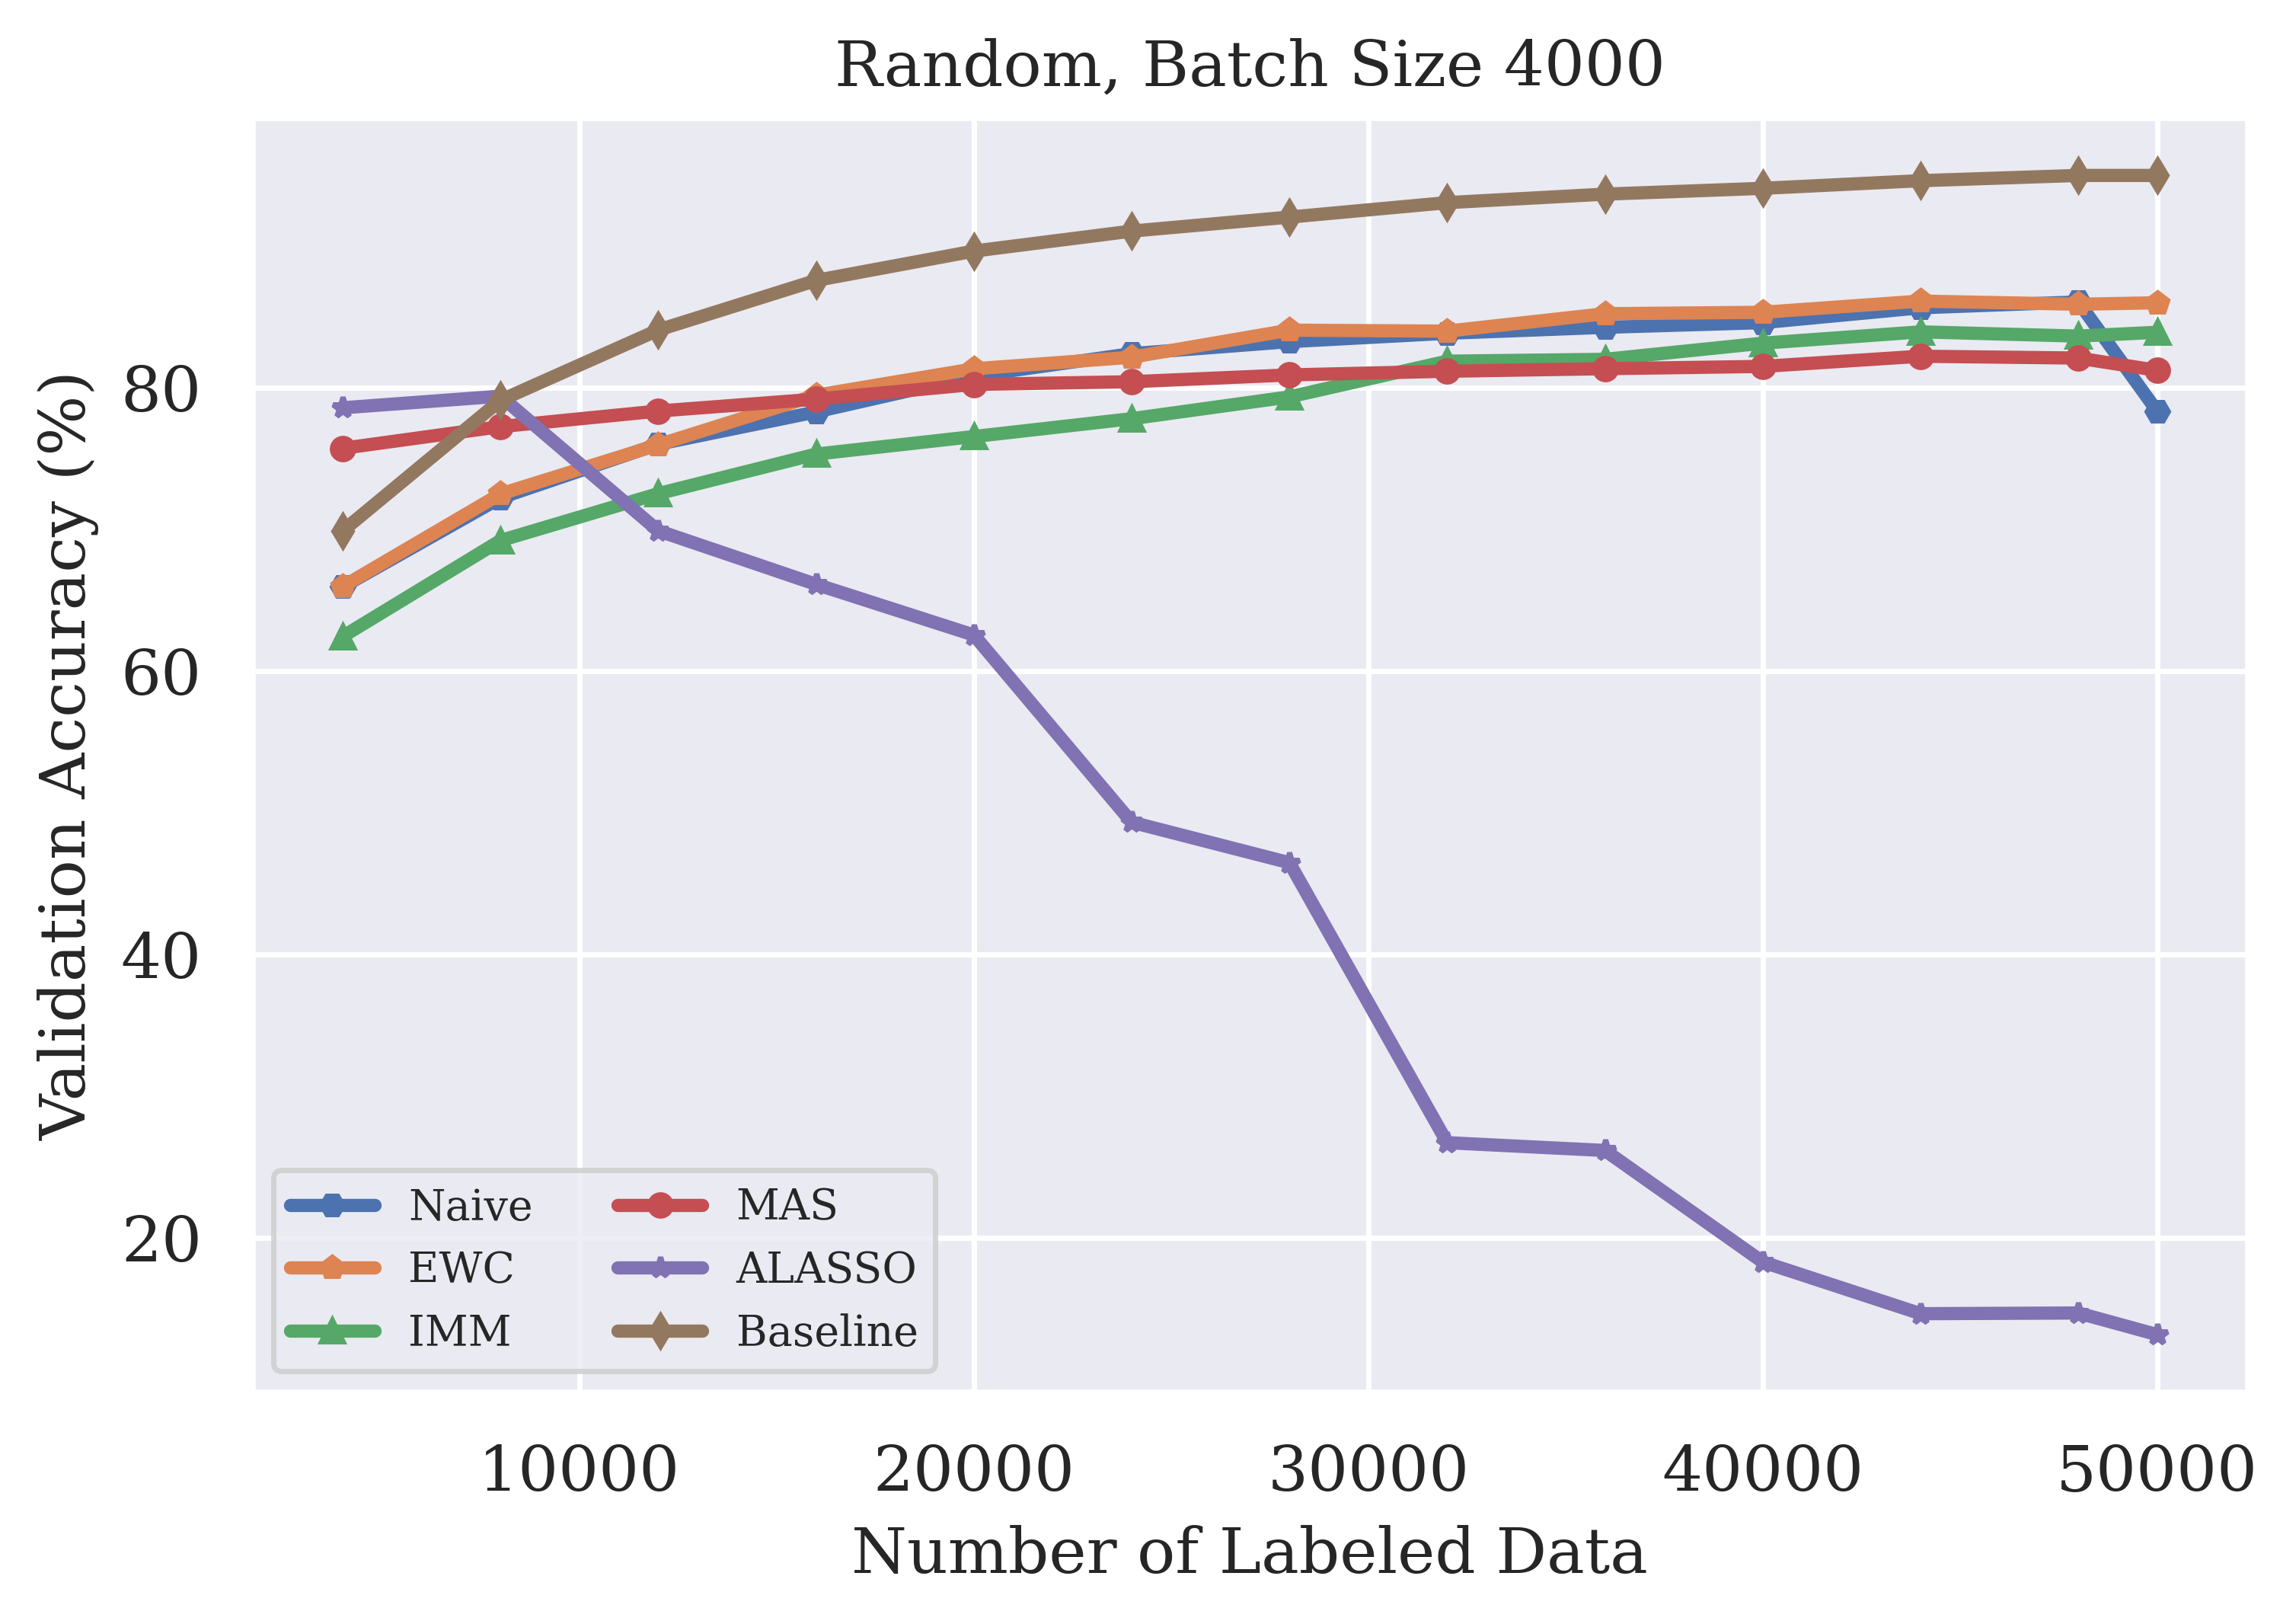 Random, Batch Size 4000
Validation Accuracy (%)
80
60
40
20
Naive
EWC
IMM
MAS
ALASSO
Baseline
10000 20000 30000 40000 50000
Number of Labeled Data